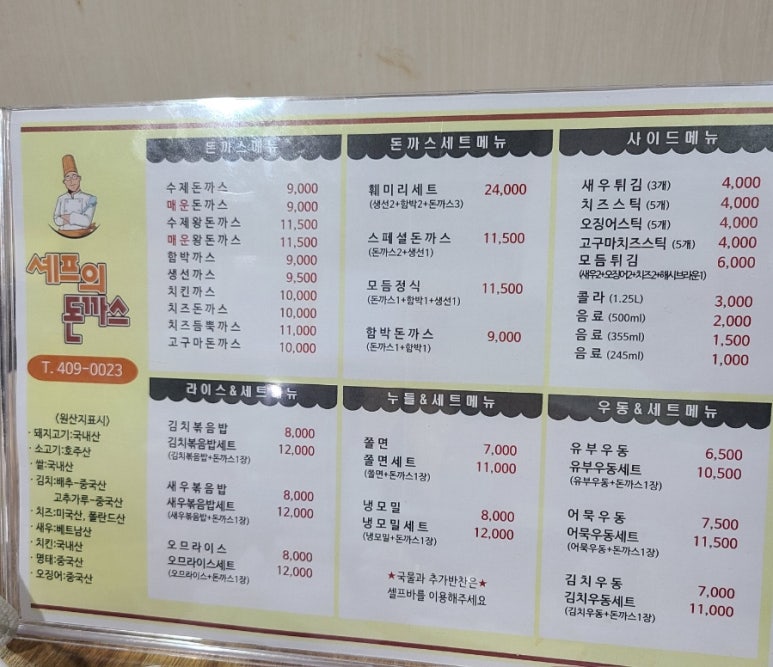 셰프의
돈까스
T. 409-0023
(원산지표시)
· 돼지고기:국내산
· 소고기:호주산
· 쌀:국내산
· 김치:배추-중국산
고추가루-중국산
· 치즈:미국산, 폴란드산
· 새우:베트남산
· 치킨:국내산
· 명태:중국산
· 오징어:중국산
돈까스메뉴
수제돈까스 9,000
매운돈까스 9,000
수제왕돈까스 11,500
매운왕돈까스 11,500
함박까스 9,000
생선까스 9,500
치킨까스 10,000
치즈돈까스 10,000
치즈듬뿍까스 11,000
고구마돈까스 10,000
돈까스세트메뉴
훼미리세트 24,000
(생선2+함박2+돈까스3)
스페셜돈까스 11,500
(돈까스2+생선1)
모듬정식 11,500
(돈까스1+함박1+생선1)
함박돈까스 9,000
(돈까스1+함박1)
사이드메뉴
새우튀김 (3개) 4,000
치즈스틱 (5개) 4,000
오징어스틱 (5개) 4,000
고구마치즈스틱 (5개) 4,000
모듬튀김 6,000
(새우2+오징어2+치즈2+해시브라운1)
콜라 (1.25L) 3,000
음료 (500ml) 2,000
음료 (355ml) 1,500
음료 (245ml) 1,000
라이스&세트메뉴
김치볶음밥 8,000
김치볶음밥세트 12,000
(김치볶음밥+돈까스1장)
새우볶음밥 8,000
새우볶음밥세트 12,000
(새우볶음밥+돈까스1장)
오므라이스 8,000
오므라이스세트 12,000
(오므라이스+돈까스1장)
누들&세트메뉴
쫄면 7,000
쫄면세트 11,000
(쫄면+돈까스1장)
냉모밀 8,000
냉모밀세트 12,000
(냉모밀+돈까스1장)
★국물과 추가반찬은★
셀프바를 이용해주세요
우동&세트메뉴
유부우동 6,500
유부우동세트 10,500
(유부우동+돈까스1장)
어묵우동 7,500
어묵우동세트 11,500
(어묵우동+돈까스1장)
김치우동 7,000
김치우동세트 11,000
(김치우동+돈까스1장)